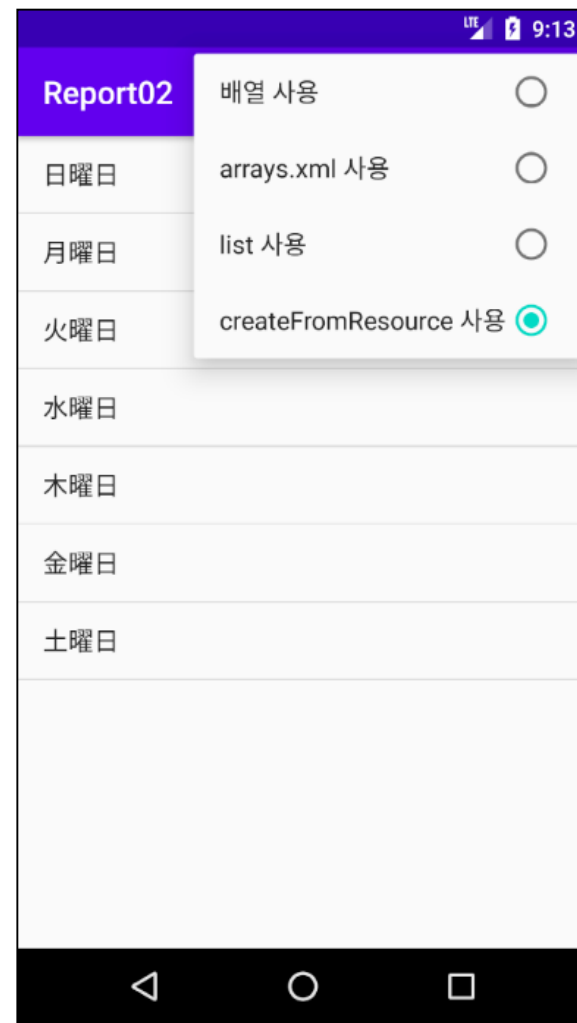 LTE 9:13
Report02
배열 사용
arrays.xml 사용
list 사용
createFromResource 사용
日曜日
月曜日
火曜日
水曜日
木曜日
金曜日
土曜日